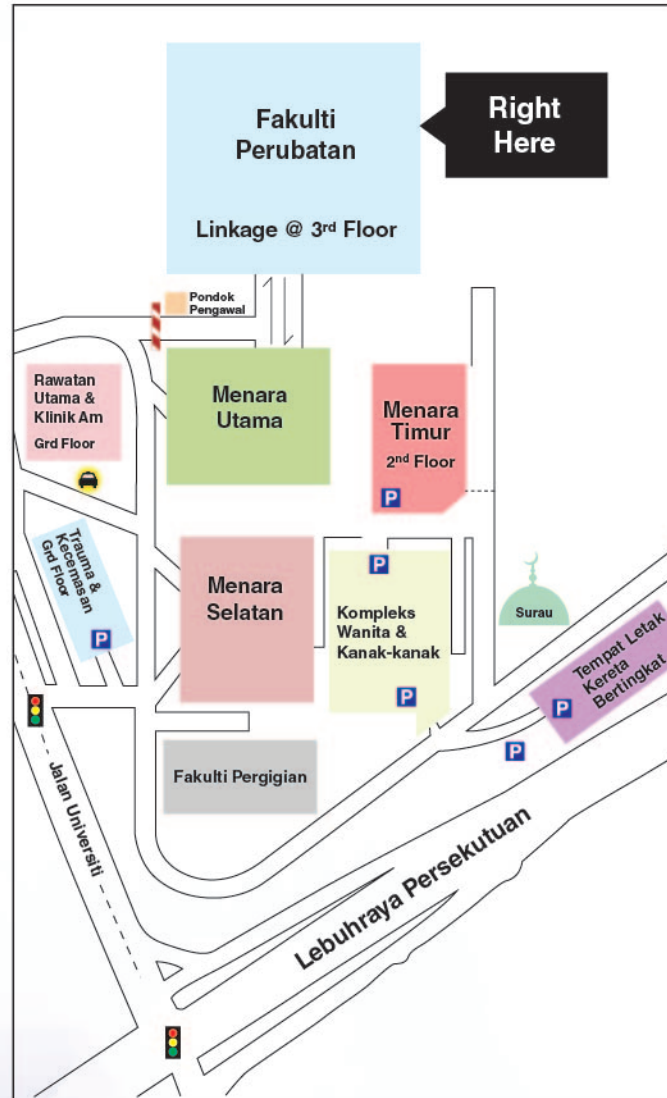 Fakulti
Perubatan
Right
Here
Linkage @ 3rd Floor
Pondok
Pengawal
Rawatan
Utama &
Klinik Am
Grd Floor
Menara
Utama
Menara
Timur
2nd Floor
P
Trauma &
Kecemasan
Grd Floor
P
Menara
Selatan
P
Kompleks
Wanita &
Kanak-kanak
P
Surau
Tempat Letak
Kereta
Bertingkat
P
P
Fakulti Pergigian
Jalan Universiti
Lebuhraya Persekutuan